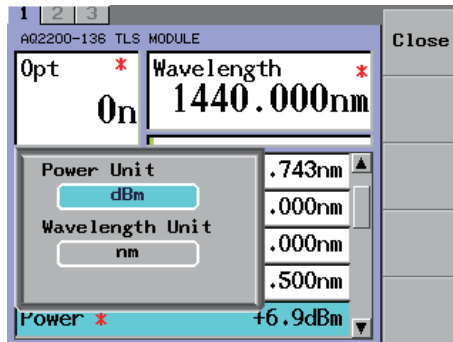 1 2 3
AQ2200-136 TLS MODULE
Close
Opt *
On
Wavelength *
1440.000nm
.743nm
.000nm
.000nm
.500nm
Power Unit
dBm
Wavelength Unit
nm
Power * +6.9dBm